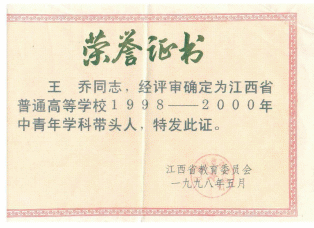 荣誉证书
王 乔同志，经评审确定为江西省
普通高等学校1998——2000年
中青年学科带头人，特发此证。
江西省教育委员会
一九九八年五月